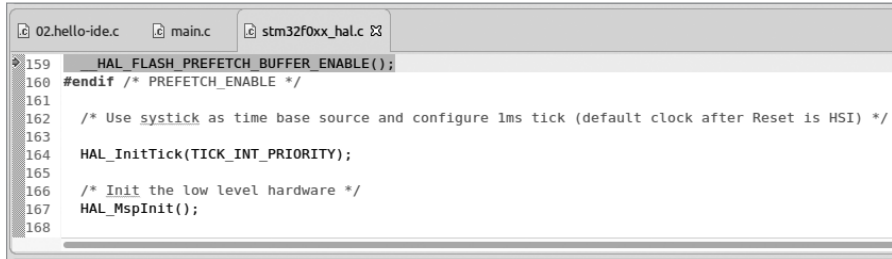 02.hello-ide.c main.c stm32f0xx_hal.c
159 __HAL_FLASH_PREFETCH_BUFFER_ENABLE();
160 #endif /* PREFETCH_ENABLE */
161
162 /* Use systick as time base source and configure 1ms tick (default clock after Reset is HSI) */
163
164 HAL_InitTick(TICK_INT_PRIORITY);
165
166 /* Init the low level hardware */
167 HAL_MspInit();
168